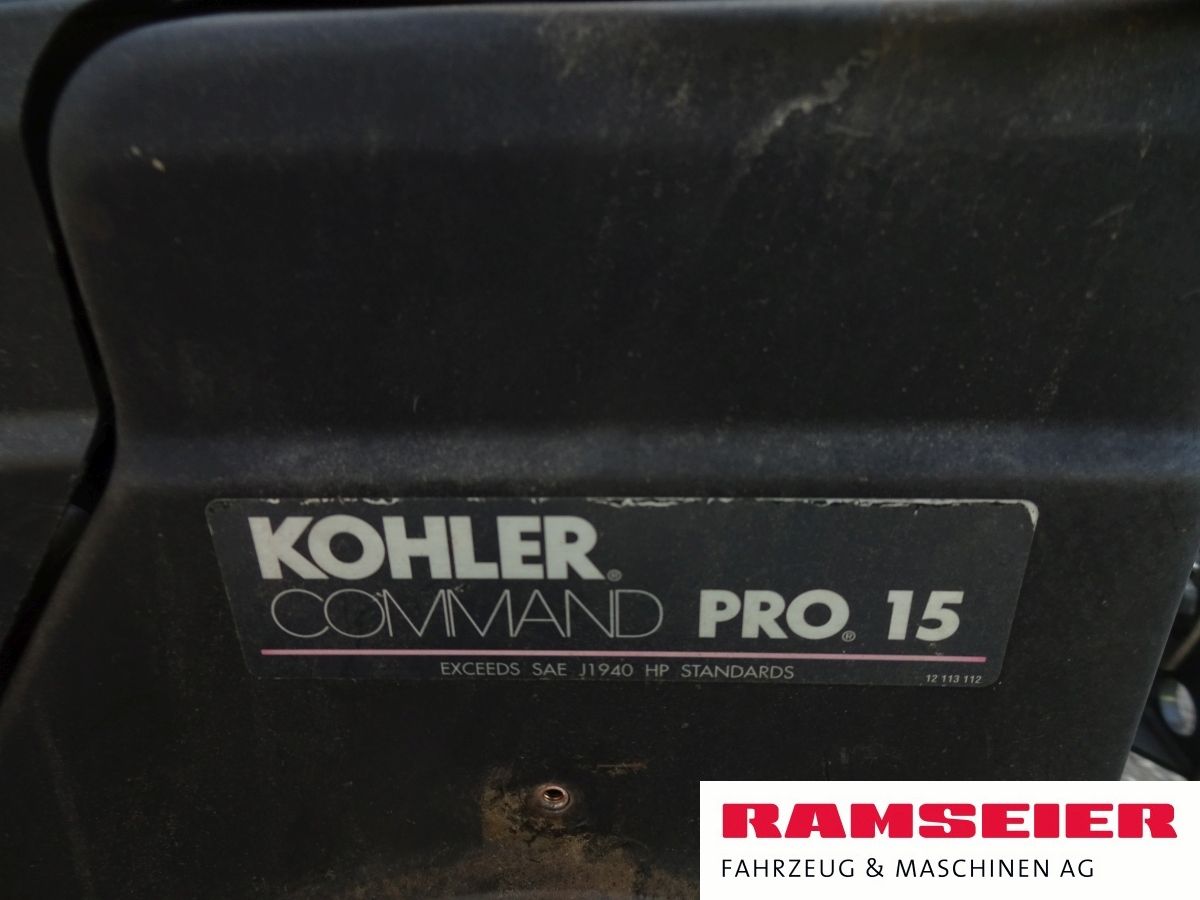 KOHLER®
COMMAND PRO® 15
EXCEEDS SAE J1940 HP STANDARDS
12 113 112
RAMSEIER
FAHRZEUG & MASCHINEN AG